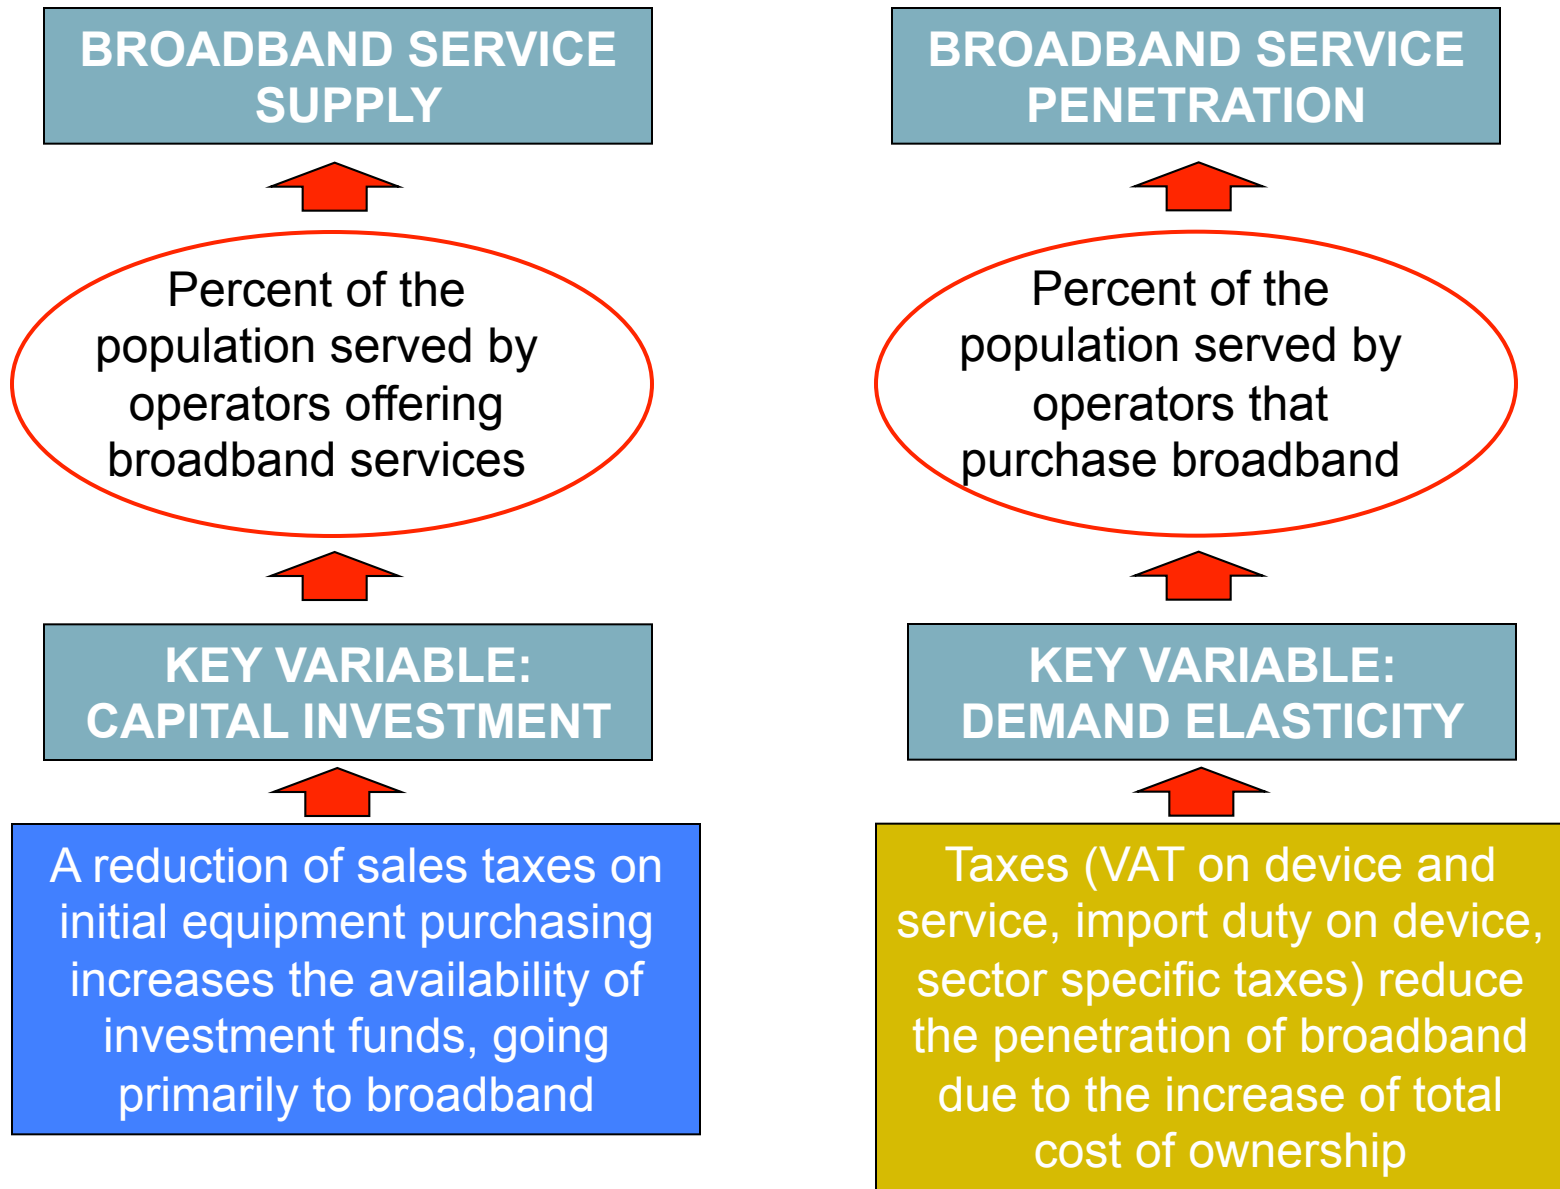 BROADBAND SERVICE
SUPPLY
Percent of the
population served by
operators offering
broadband services
KEY VARIABLE:
CAPITAL INVESTMENT
A reduction of sales taxes on
initial equipment purchasing
increases the availability of
investment funds, going
primarily to broadband
BROADBAND SERVICE
PENETRATION
Percent of the
population served by
operators that
purchase broadband
KEY VARIABLE:
DEMAND ELASTICITY
Taxes (VAT on device and
service, import duty on device,
sector specific taxes) reduce
the penetration of broadband
due to the increase of total
cost of ownership